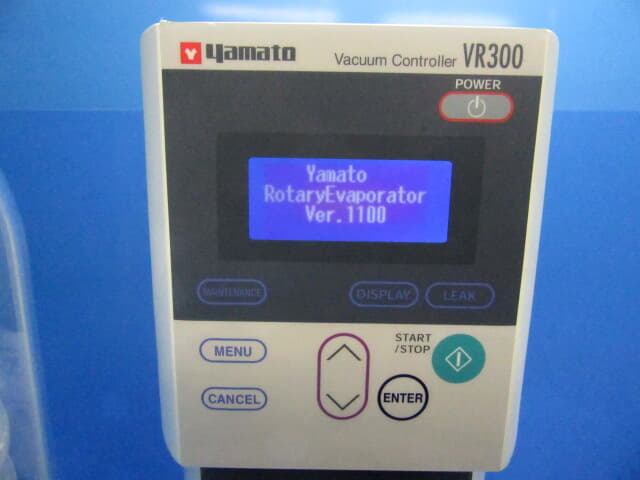 yamato
Vacuum Controller VR300
POWER
Yamato
RotaryEvaporator
Ver.1100
MAINTENANCE
DISPLAY
LEAK
START
/STOP
MENU
CANCEL
ENTER